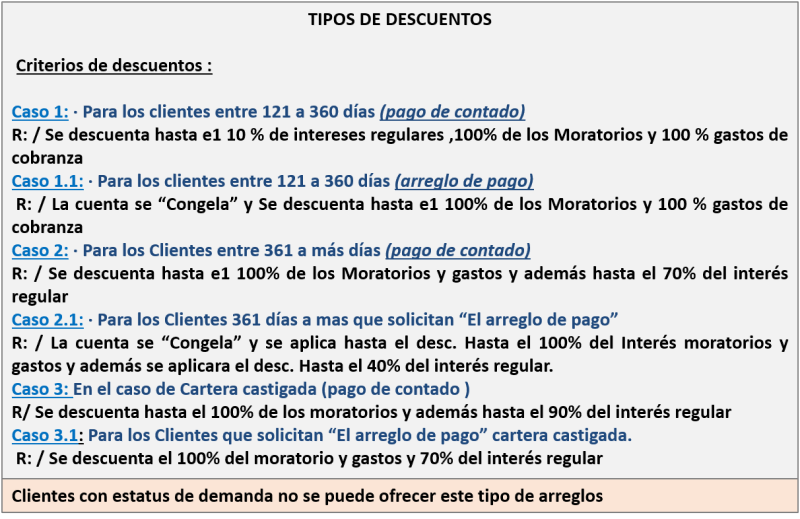 TIPOS DE DESCUENTOS
Criterios de descuentos :
Caso 1: · Para los clientes entre 121 a 360 días (pago de contado)
R: / Se descuenta hasta e1 10 % de intereses regulares ,100% de los Moratorios y 100 % gastos de
cobranza
Caso 1.1: · Para los clientes entre 121 a 360 días (arreglo de pago)
R: / La cuenta se “Congela” y Se descuenta hasta e1 100% de los Moratorios y 100 % gastos de
cobranza
Caso 2: · Para los Clientes entre 361 a más días (pago de contado)
R: / Se descuenta hasta e1 100% de los Moratorios y gastos y además hasta el 70% del interés
regular
Caso 2.1: · Para los Clientes 361 días a mas que solicitan “El arreglo de pago”
R: / La cuenta se “Congela” y se aplica hasta el desc. Hasta el 100% del Interés moratorios y
gastos y además se aplicara el desc. Hasta el 40% del interés regular.
Caso 3: En el caso de Cartera castigada (pago de contado )
R/ Se descuenta hasta el 100% de los moratorios y además hasta el 90% del interés regular
Caso 3.1: Para los Clientes que solicitan “El arreglo de pago” cartera castigada.
R: / Se descuenta el 100% del moratorio y gastos y 70% del interés regular
Clientes con estatus de demanda no se puede ofrecer este tipo de arreglos